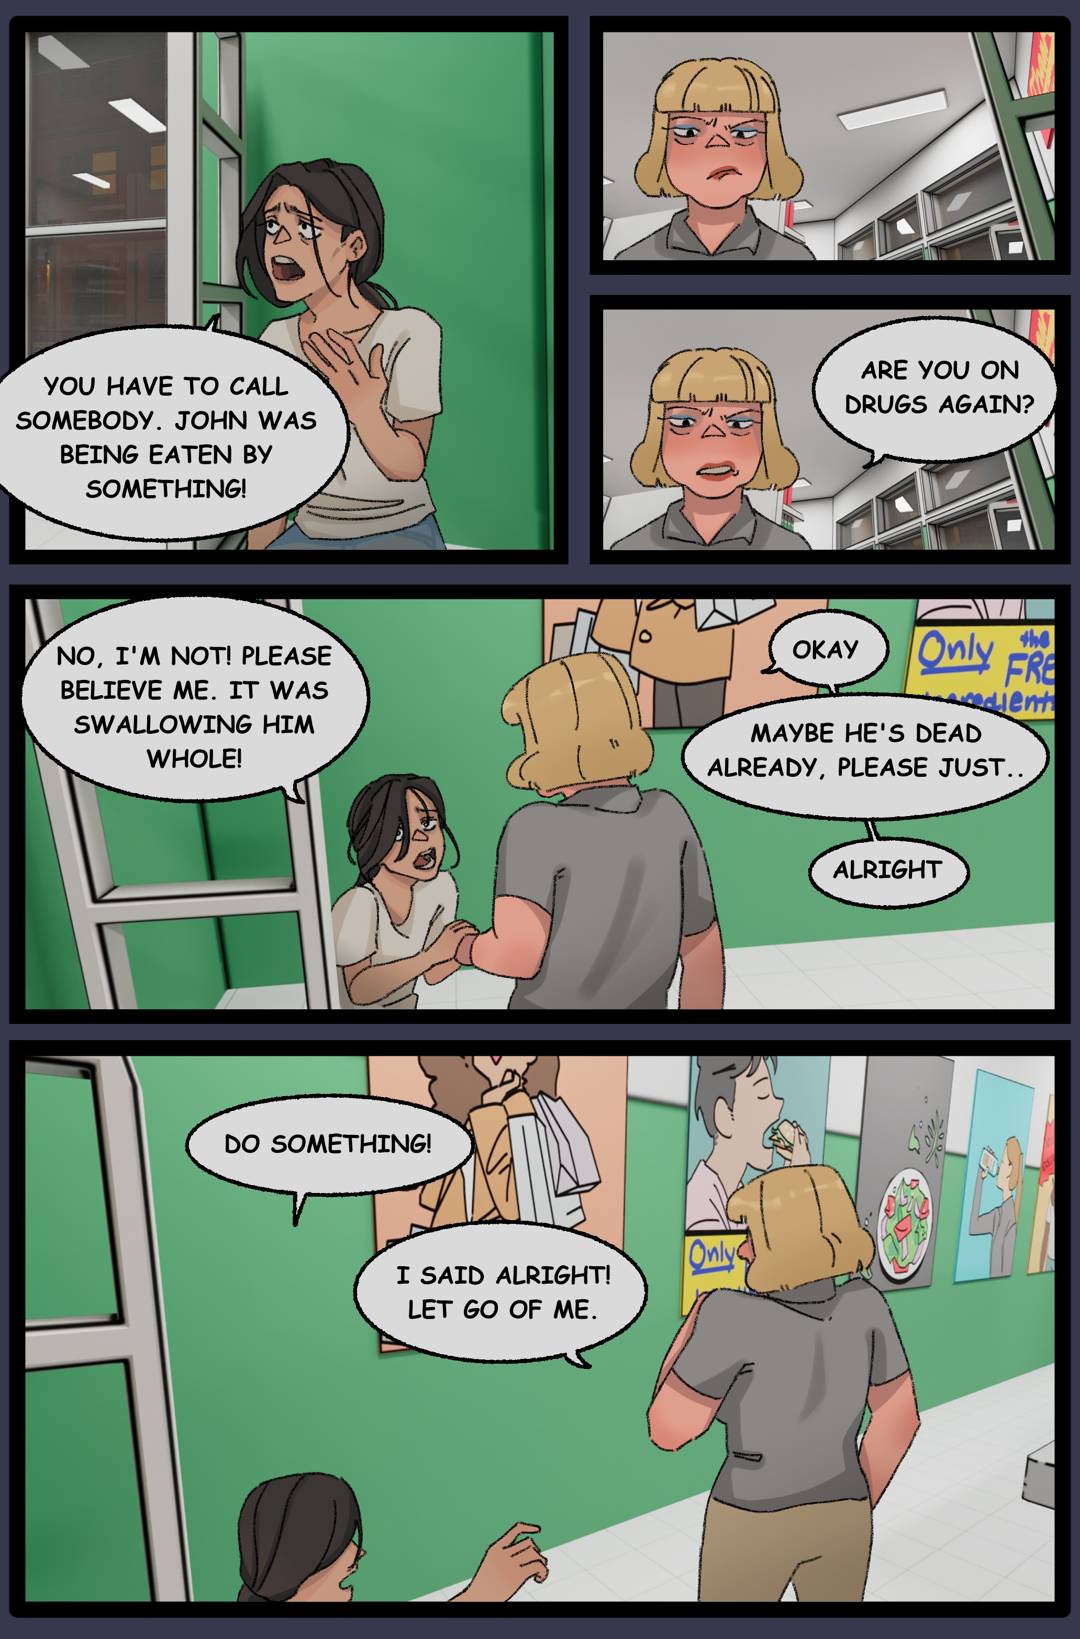 YOU HAVE TO CALL
SOMEBODY. JOHN WAS
BEING EATEN BY
SOMETHING!
ARE YOU ON
DRUGS AGAIN?
NO, I'M NOT! PLEASE
BELIEVE ME. IT WAS
SWALLOWING HIM
WHOLE!
OKAY
MAYBE HE'S DEAD
ALREADY, PLEASE JUST..
ALRIGHT
Only the
FRE
DO SOMETHING!
I SAID ALRIGHT!
LET GO OF ME.
Only